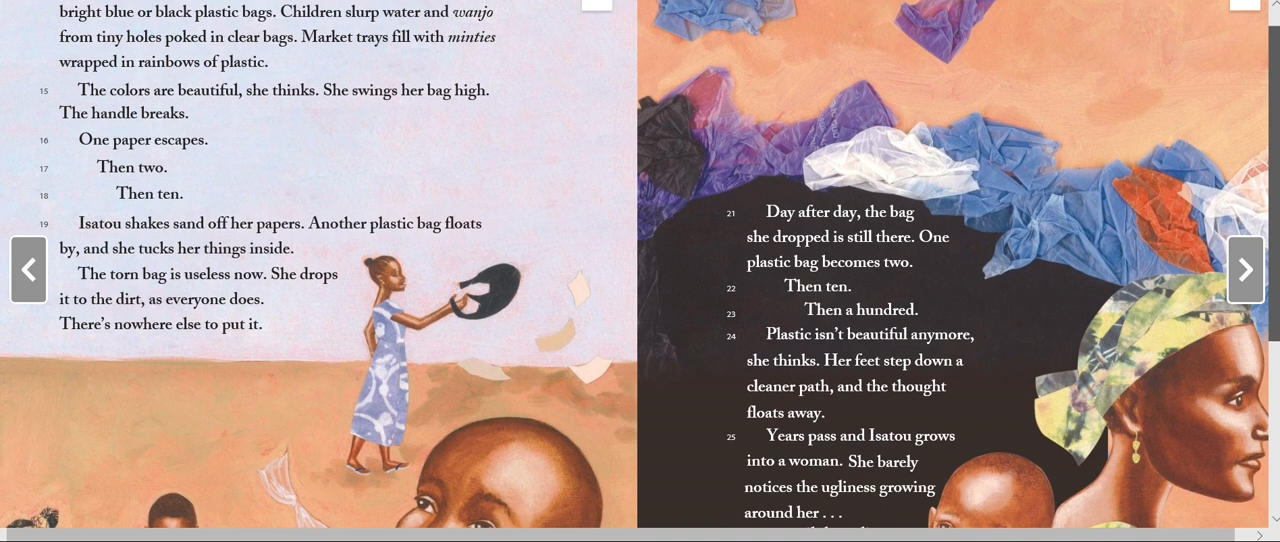 bright blue or black plastic bags. Children slurp water and wanjo
from tiny holes poked in clear bags. Market trays fill with minties
wrapped in rainbows of plastic.
15 The colors are beautiful, she thinks. She swings her bag high.
The handle breaks.
16 One paper escapes.
17 Then two.
18 Then ten.
19 Isatou shakes sand off her papers. Another plastic bag floats
by, and she tucks her things inside.
The torn bag is useless now. She drops
it to the dirt, as everyone does.
There's nowhere else to put it.
21 Day after day, the bag
she dropped is still there. One
plastic bag becomes two.
22 Then ten.
23 Then a hundred.
24 Plastic isn't beautiful anymore,
she thinks. Her feet step down a
cleaner path, and the thought
floats away.
25 Years pass and Isatou grows
into a woman. She barely
notices the ugliness growing
around her . . .